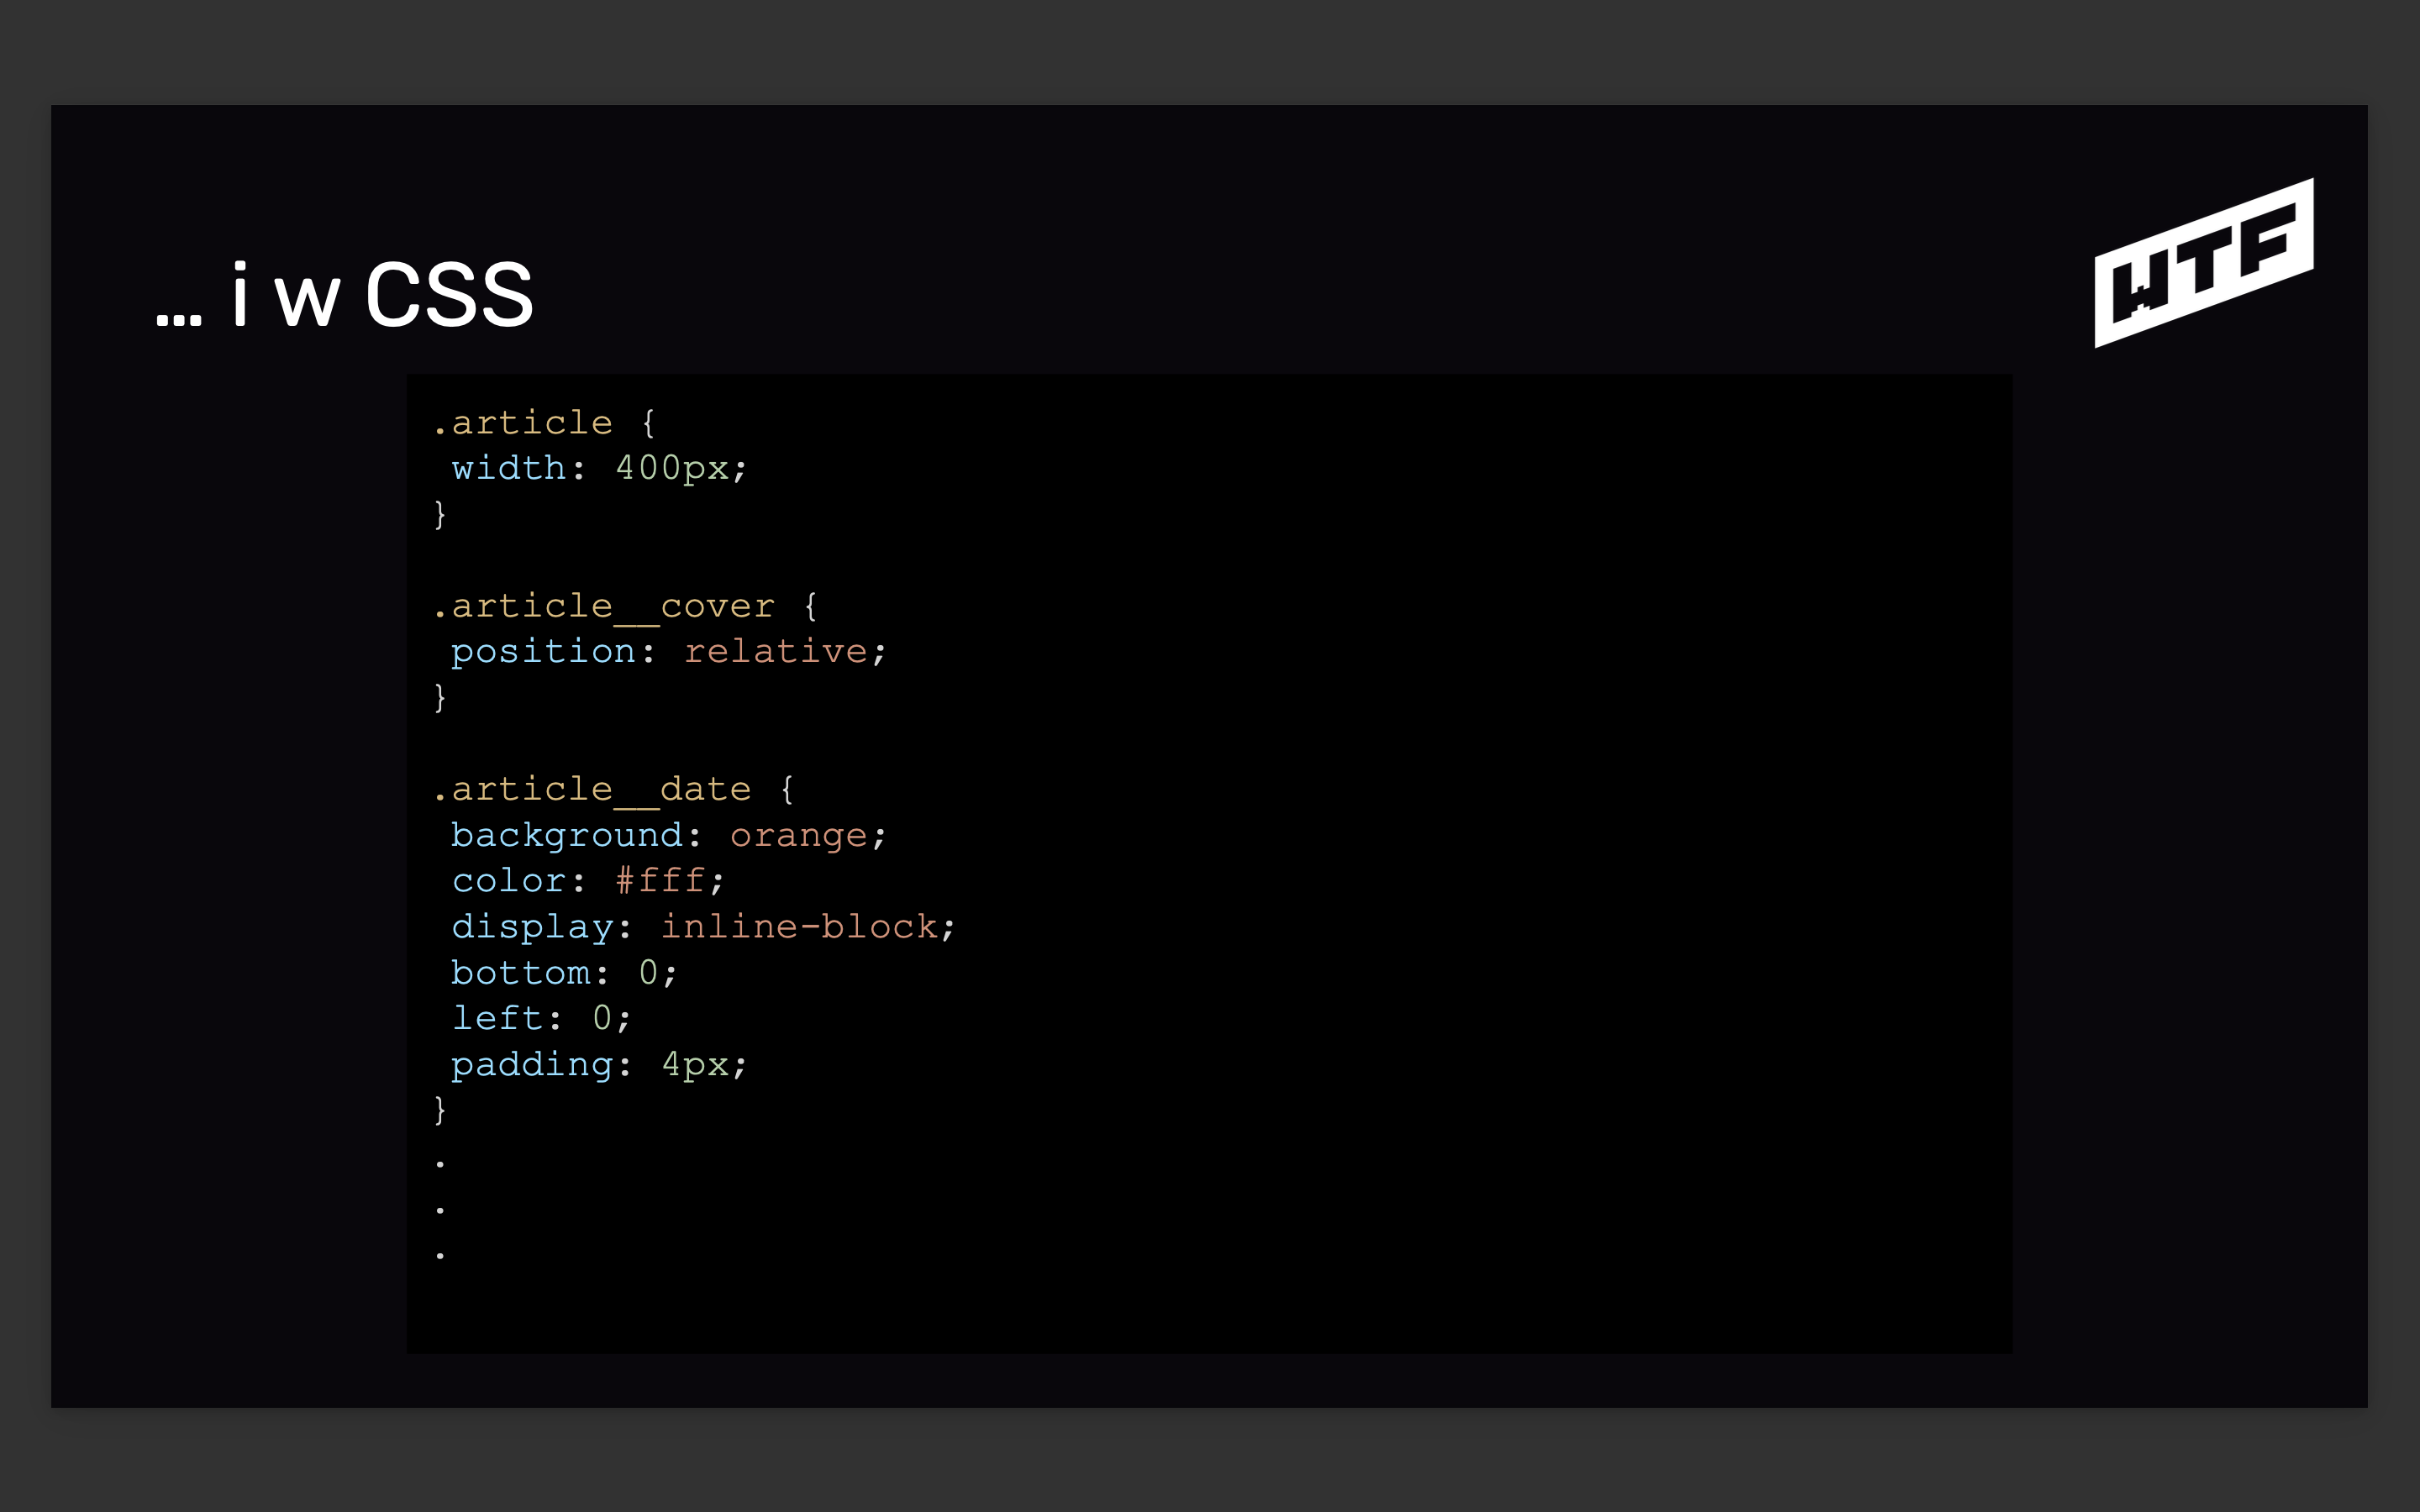 … i w CSS
WTF
.article {
 width: 400px;
}

.article__cover {
 position: relative;
}

.article__date {
 background: orange;
 color: #fff;
 display: inline-block;
 bottom: 0;
 left: 0;
 padding: 4px;
}
.
.
.